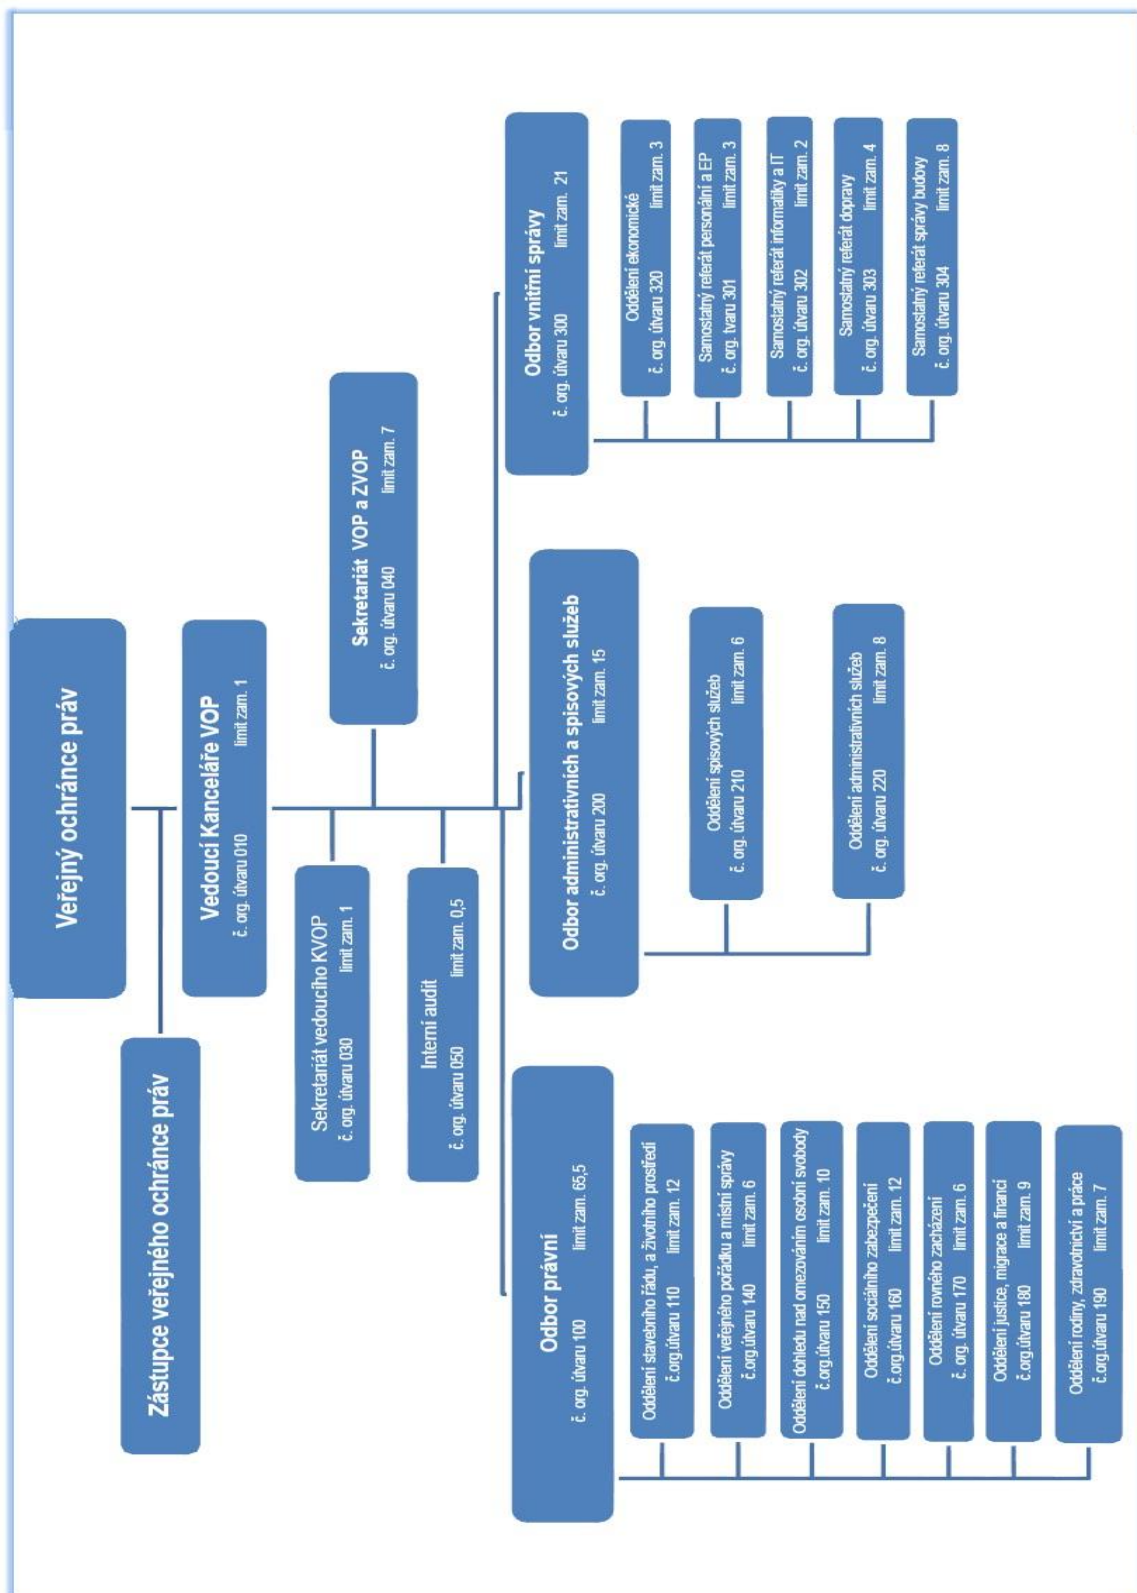 Veřejný ochránce práv
Zástupce veřejného ochránce práv
Vedoucí Kanceláře VOP
č. org. útvaru 010 limit zam. 1
Sekretariát vedoucího KVOP
č. org. útvaru 030 limit zam. 1
Sekretariát VOP a ZVOP
č. org. útvaru 040 limit zam. 7
Interní audit
č. org. útvaru 050 limit zam. 0,5
Odbor právní
č. org. útvaru 100 limit zam. 65,5
Oddělení stavebního řádu, a životního prostředí
č.org.útvaru 110 limit zam. 12
Oddělení veřejného pořádku a místní správy
č.org.útvaru 140 limit zam. 6
Oddělení dohledu nad omezováním osobní svobody
č.org.útvaru 150 limit zam. 10
Oddělení sociálního zabezpečení
č.org.útvaru 160 limit zam. 12
Oddělení rovného zacházení
č. org. útvaru 170 limit zam. 6
Oddělení justice, migrace a financí
č.org.útvaru 180 limit zam. 9
Oddělení rodiny, zdravotnictví a práce
č.org.útvaru 190 limit zam. 7
Odbor administrativních a spisových služeb
č. org. útvaru 200 limit zam. 15
Oddělení spisových služeb
č. org. útvaru 210 limit zam. 6
Oddělení administrativních služeb
č. org. útvaru 220 limit zam. 8
Odbor vnitřní správy
č. org. útvaru 300 limit zam. 21
Oddělení ekonomické
č. org. útvaru 320 limit zam. 3
Samostatný referát personální a EP
č. org. tvaru 301 limit zam. 3
Samostatný referát informatiky a IT
č. org. útvaru 302 limit zam. 2
Samostatný referát dopravy
č. org. útvaru 303 limit zam. 4
Samostatný referát správy budovy
č. org. útvaru 304 limit zam. 8